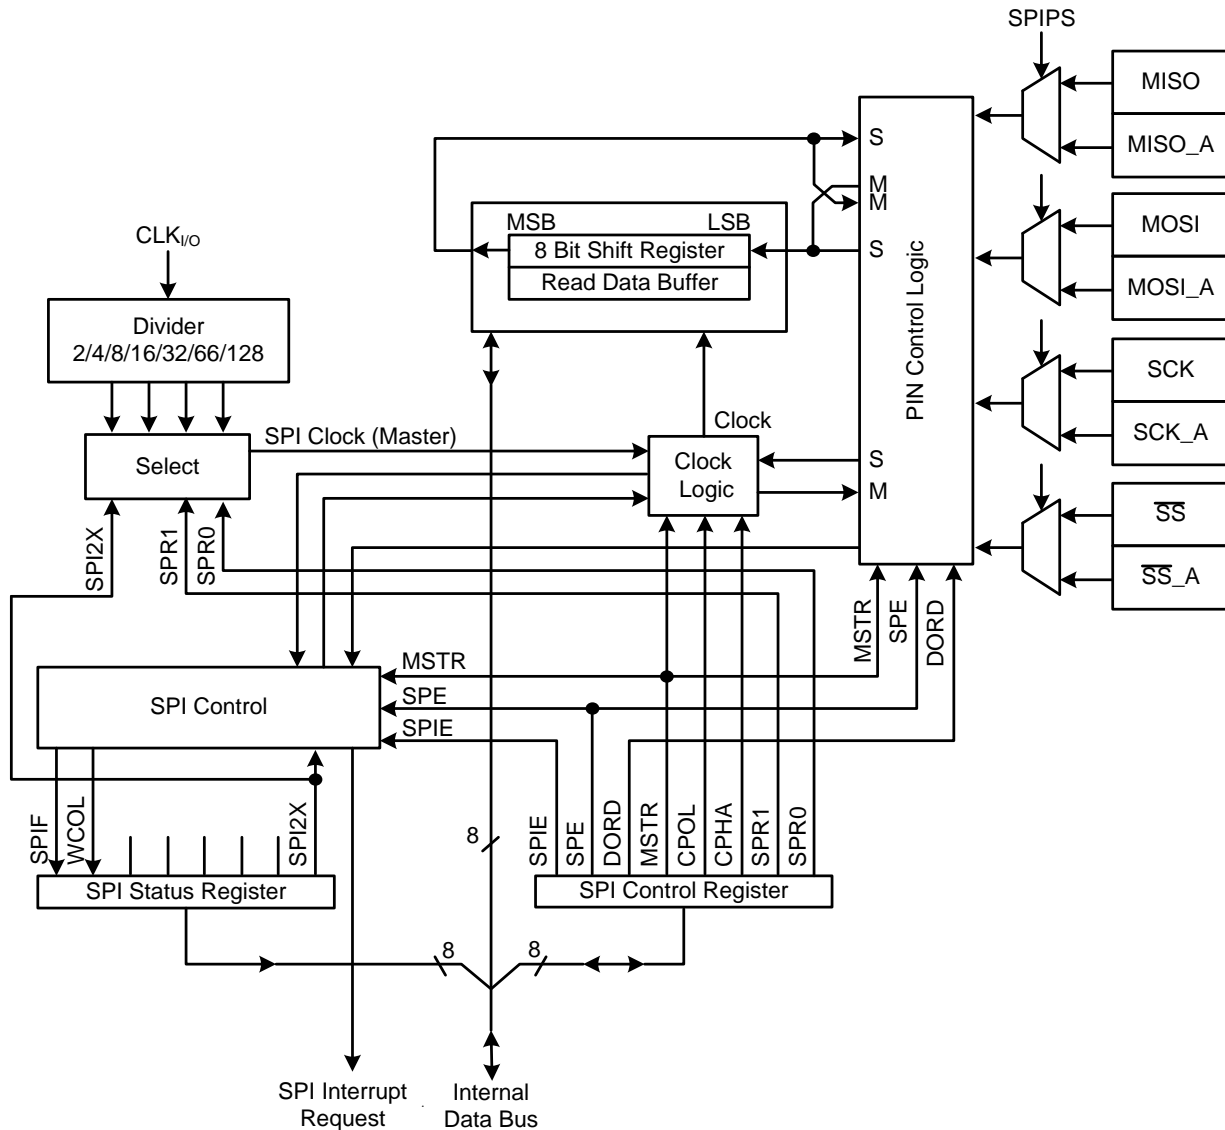 SPIPS
MISO
MISO_A
MOSI
MOSI_A
SCK
SCK_A
SS
SS_A
S
M
M
S
PIN Control Logic
S
M
MSB
LSB
8 Bit Shift Register
Read Data Buffer
CLKI/O
Divider
2/4/8/16/32/66/128
Select
SPI Clock (Master)
Clock
Clock
Logic
SPI2X
SPR1
SPR0
MSTR
SPE
DORD
MSTR
SPE
SPIE
SPI Control
SPIF
WCOL
SPI2X
SPI Status Register
8
SPIE
SPE
DORD
MSTR
CPOL
CPHA
SPR1
SPR0
SPI Control Register
8
8
SPI Interrupt
Request
Internal
Data Bus